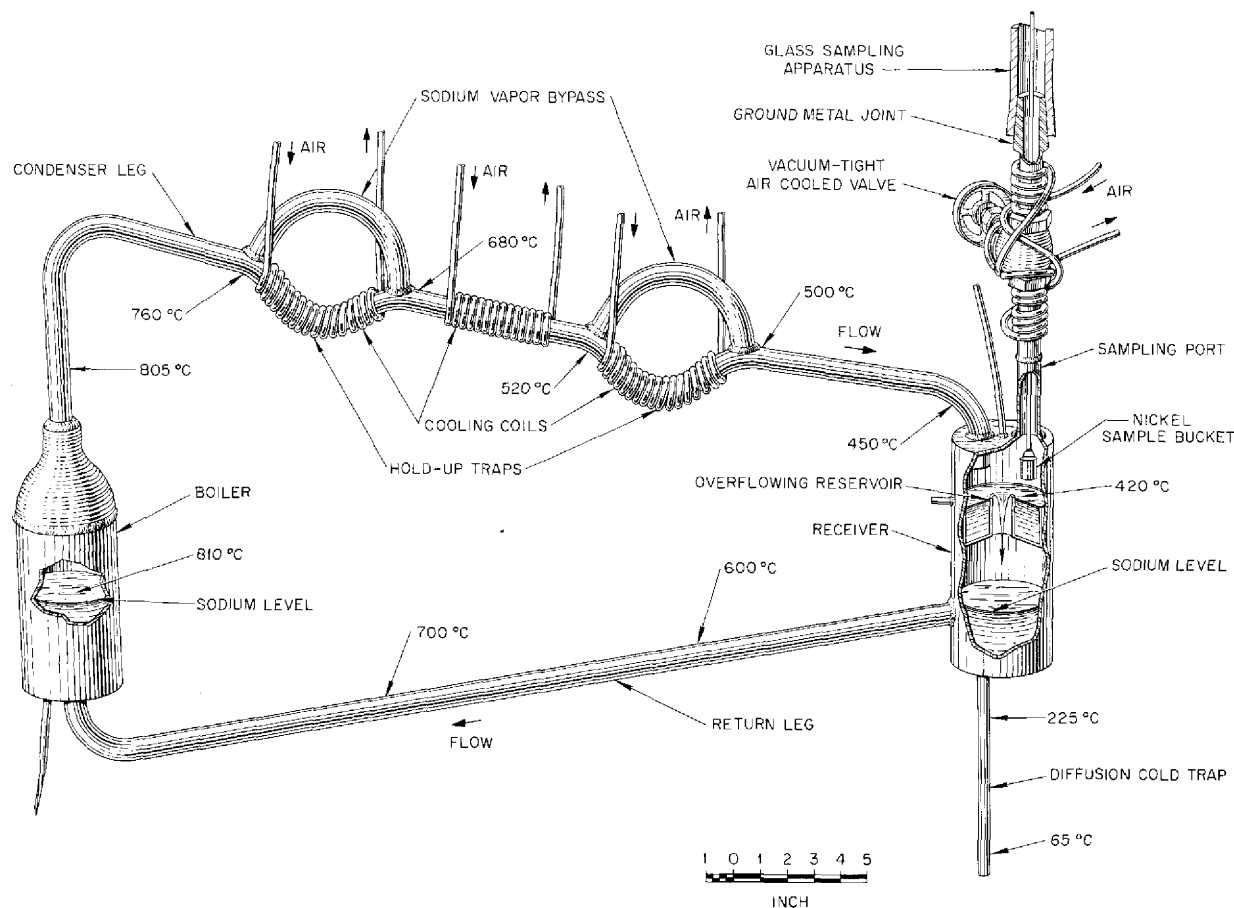 GLASS SAMPLING
APPARATUS
SODIUM VAPOR BYPASS
GROUND METAL JOINT
AIR
CONDENSER LEG
AIR
VACUUM-TIGHT
AIR COOLED VALVE
AIR
AIR
680 °C
760 °C
500 °C
FLOW
805 °C
520 °C
SAMPLING PORT
COOLING COILS
450 °C
NICKEL
SAMPLE BUCKET
HOLD-UP TRAPS
OVERFLOWING RESERVOIR
420 °C
BOILER
RECEIVER
810 °C
600 °C
SODIUM LEVEL
SODIUM LEVEL
700 °C
RETURN LEG
225 °C
FLOW
DIFFUSION COLD TRAP
65 °C
1 0 1 2 3 4 5
INCH